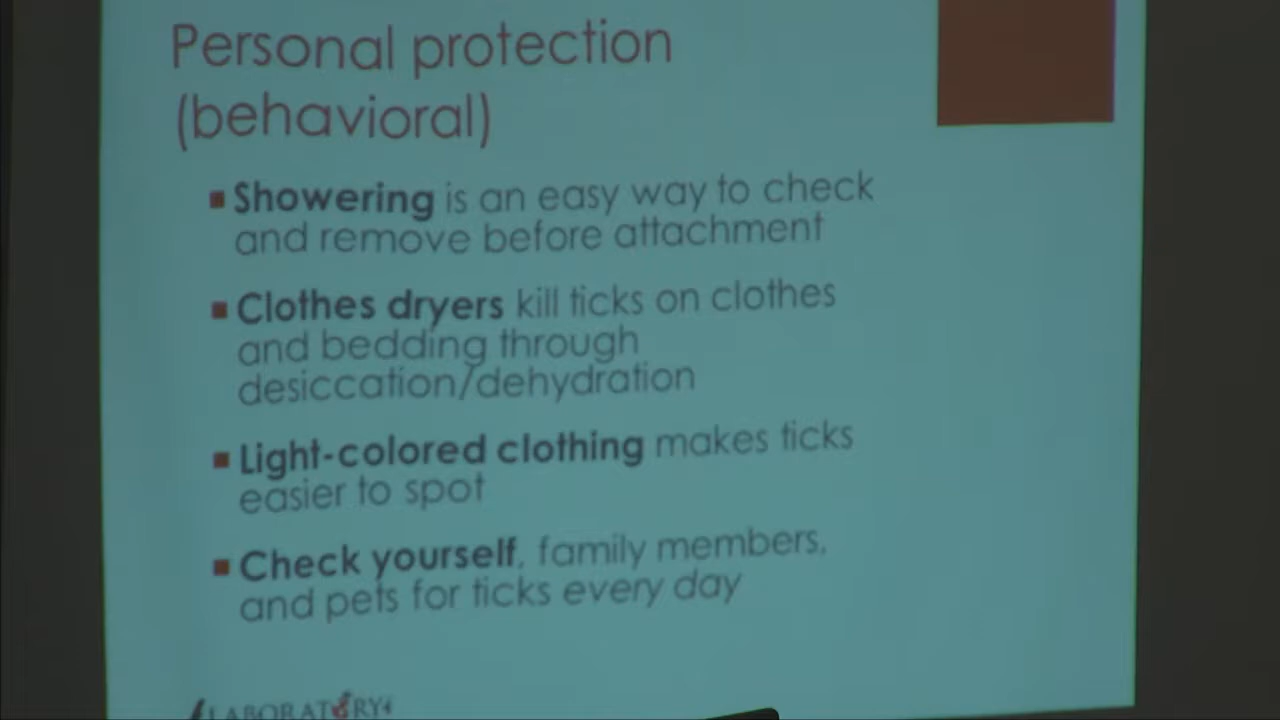 Personal protection
(behavioral)
▪ Showering is an easy way to check
and remove before attachment
▪ Clothes dryers kill ticks on clothes
and bedding through
desiccation/dehydration
▪ Light-colored clothing makes ticks
easier to spot
▪ Check yourself, family members,
and pets for ticks every day
LABORATORY